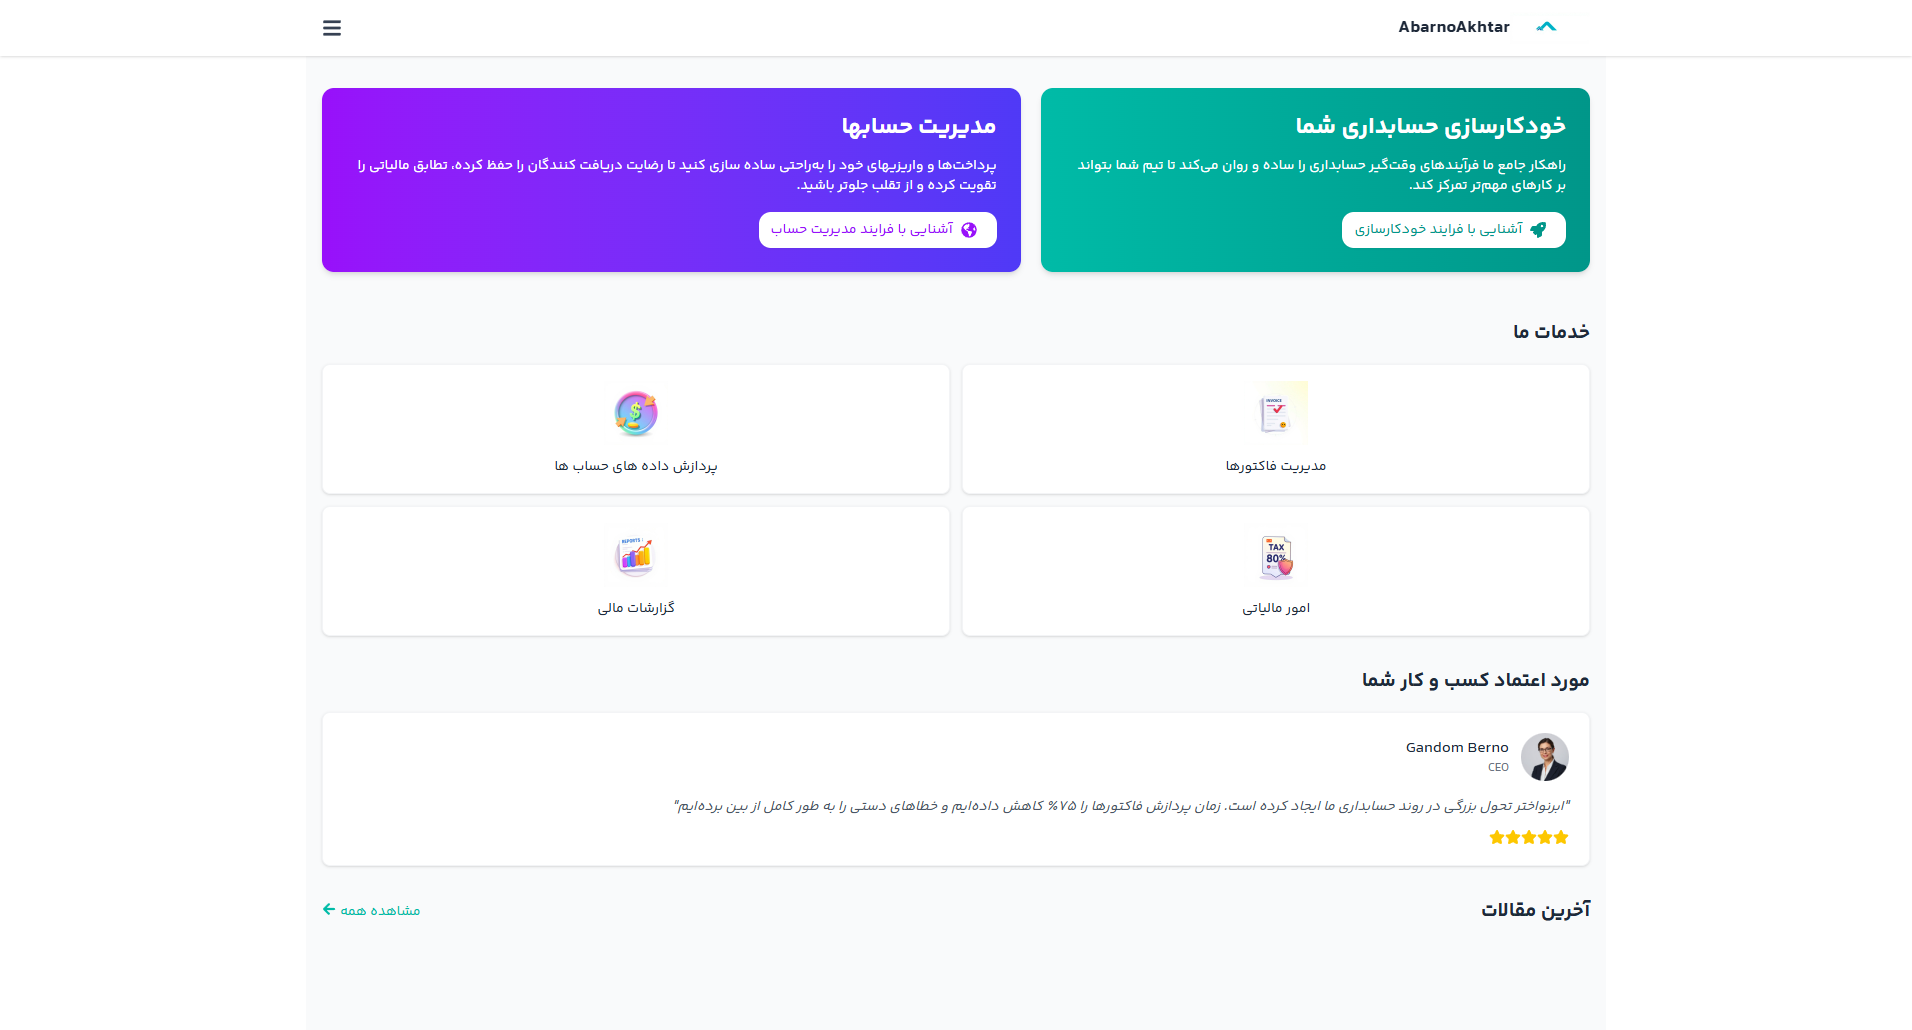 AbarnoAkhtar
خودکارسازی حسابداری شما
راهکار جامع ما فرآیندهای وقت‌گیر حسابداری را ساده و روان می‌کند تا تیم شما بتواند
بر کارهای مهم‌تر تمرکز کند.
آشنایی با فرایند خودکارسازی
مدیریت حسابها
پرداخت‌ها و واریزیهای خود را به‌راحتی ساده سازی کنید تا رضایت دریافت کنندگان را حفظ کرده، تطابق مالیاتی را
تقویت کرده و از تقلب جلوتر باشید.
آشنایی با فرایند مدیریت حساب
خدمات ما
INVOICE
مدیریت فاکتورها
$
پردازش داده های حساب ها
TAX
80%
امور مالیاتی
REPORTS
گزارشات مالی
مورد اعتماد کسب و کار شما
Gandom Berno
CEO
"ابرنواختر تحول بزرگی در روند حسابداری ما ایجاد کرده است. زمان پردازش فاکتورها را ۷۵% کاهش داده‌ایم و خطاهای دستی را به طور کامل از بین برده‌ایم"
آخرین مقالات
مشاهده همه